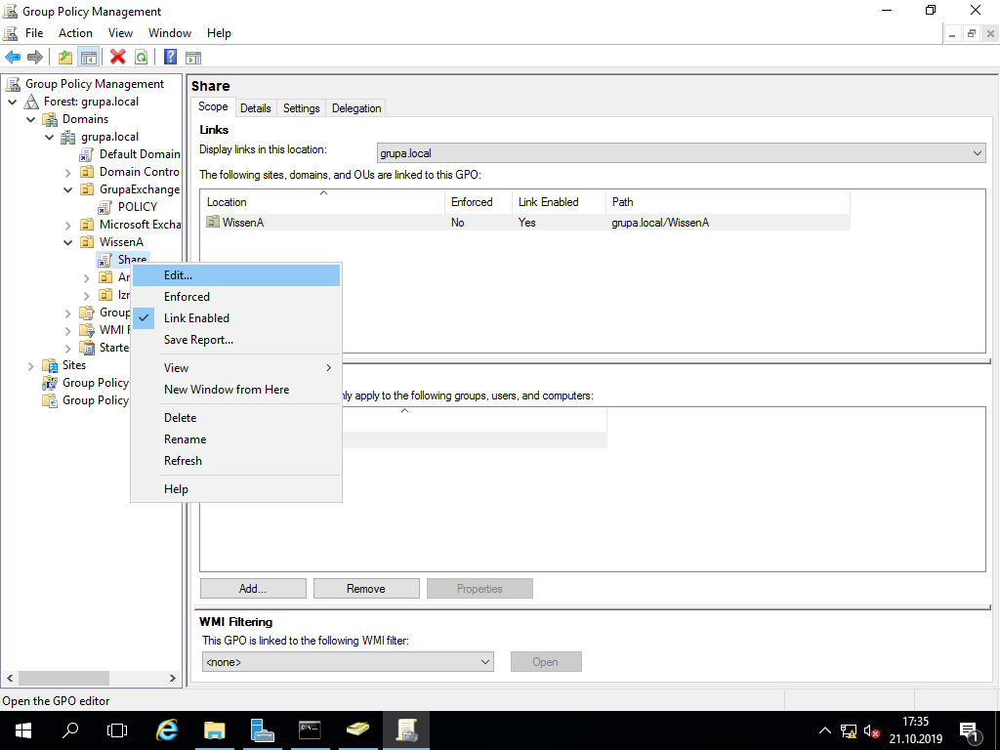 Group Policy Management
File Action View Window Help
Group Policy Management
Forest: grupa.local
Domains
grupa.local
Default Domain
Domain Contro
GrupaExchange
POLICY
Microsoft Excha
WissenA
Share
Ar
Izr
Group
WMI F
Starte
Sites
Group Policy
Group Policy
Edit...
Enforced
Link Enabled
Save Report...
View
New Window from Here
Delete
Rename
Refresh
Help
Share
Scope Details Settings Delegation
Links
Display links in this location: grupa.local
The following sites, domains, and OUs are linked to this GPO:
Location Enforced Link Enabled Path
WissenA No Yes grupa.local/WissenA
nly apply to the following groups, users, and computers:
Add... Remove Properties
WMI Filtering
This GPO is linked to the following WMI filter:
<none> Open
Open the GPO editor
17:35
21.10.2019
1